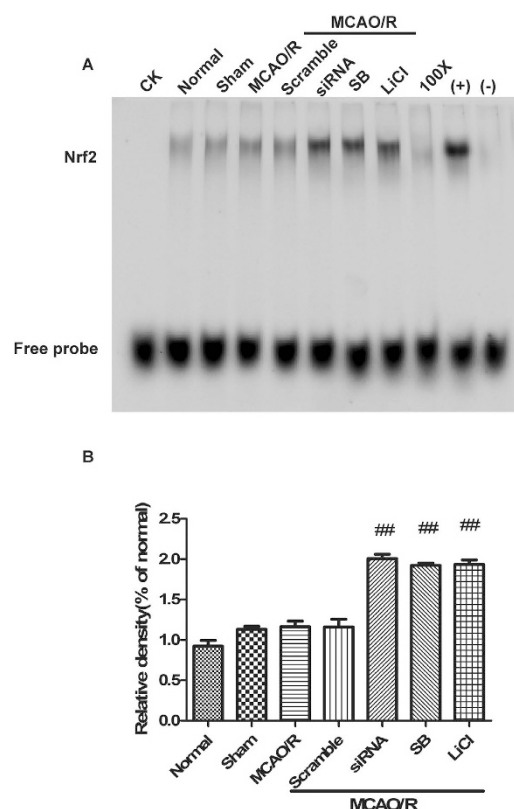 MCAO/R
A
CK Normal Sham MCAO/R Scramble siRNA SB LiCl 100X (+) (-)
Nrf2
Free probe
B
Relative density(% of normal)
2.5
2.0
1.5
1.0
0.5
0.0
## ## ##
Normal Sham MCAO/R Scramble siRNA SB LiCl
MCAO/R